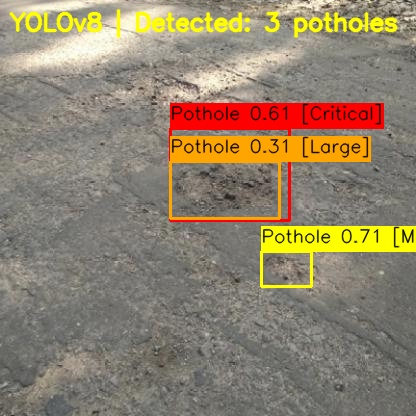 YOLOv8 | Detected: 3 potholes
Pothole 0.61 [Critical]
Pothole 0.31 [Large]
Pothole 0.71 [M